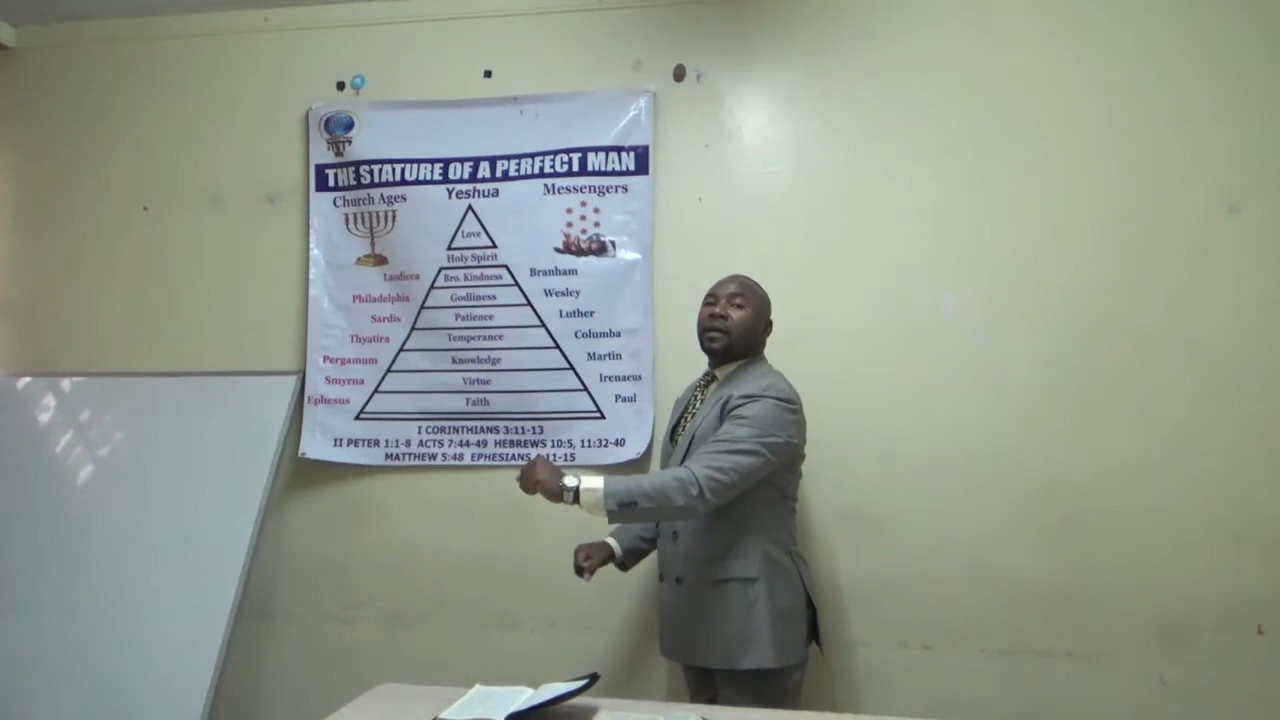 יהוה
THE STATURE OF A PERFECT MAN
Church Ages Yeshua Messengers
Love
Holy Spirit
Laodicea Bro. Kindness Branham
Philadelphia Godliness Wesley
Sardis Patience Luther
Thyatira Temperance Columba
Pergamum Knowledge Martin
Smyrna Virtue Irenaeus
Ephesus Faith Paul
I CORINTHIANS 3:11-13
II PETER 1:1-8 ACTS 7:44-49 HEBREWS 10:5, 11:32-40
MATTHEW 5:48 EPHESIANS 4:11-15